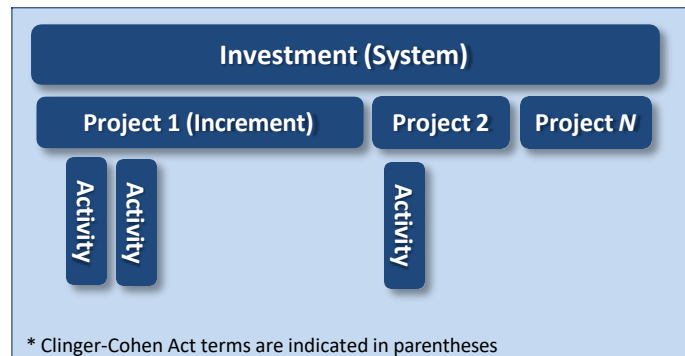 Investment (System)
Project 1 (Increment)
Project 2
Project N
Activity
Activity
Activity
* Clinger-Cohen Act terms are indicated in parentheses